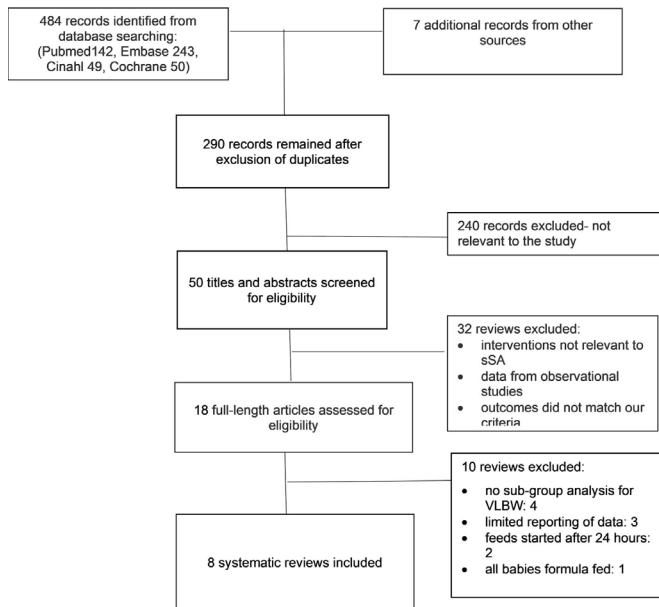 484 records identified from
database searching:
(Pubmed142, Embase 243,
Cinahl 49, Cochrane 50)
7 additional records from other
sources
290 records remained after
exclusion of duplicates
240 records excluded- not
relevant to the study
50 titles and abstracts screened
for eligibility
32 reviews excluded:
• interventions not relevant to
sSA
• data from observational
studies
• outcomes did not match our
criteria
18 full-length articles assessed for
eligibility
10 reviews excluded:
• no sub-group analysis for
VLBW: 4
• limited reporting of data: 3
• feeds started after 24 hours:
2
• all babies formula fed: 1
8 systematic reviews included